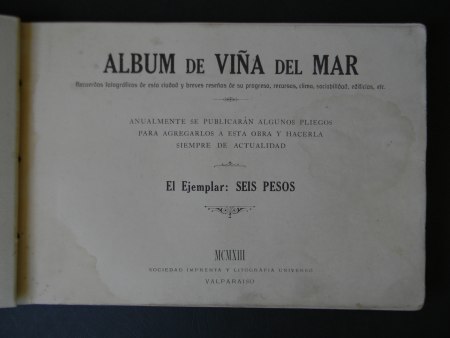 ALBUM DE VIÑA DEL MAR
Recuerdos fotográficos de esta ciudad y breves reseñas de su progreso, recursos, clima, sociabilidad, edificios, etc.
ANUALMENTE SE PUBLICARÁN ALGUNOS PLIEGOS
PARA AGREGARLOS A ESTA OBRA Y HACERLA
SIEMPRE DE ACTUALIDAD
El Ejemplar: SEIS PESOS
MCMXIII
SOCIEDAD IMPRENTA Y LITOGRAFIA UNIVERSO
VALPARAISO